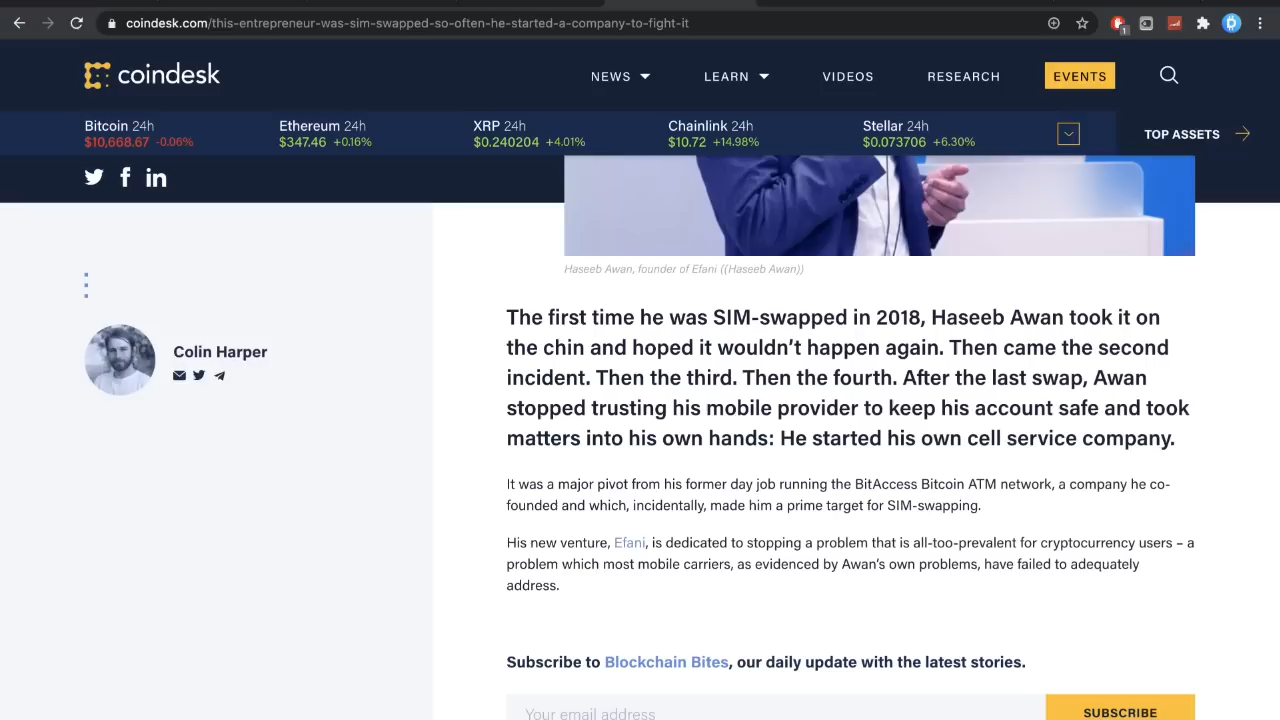 coindesk.com/this-entrepreneur-was-sim-swapped-so-often-he-started-a-company-to-fight-it
1
coindesk
NEWS
LEARN
VIDEOS
RESEARCH
EVENTS
Bitcoin 24h
$10,668.67 -0.06%
Ethereum 24h
$347.46 +0.16%
XRP 24h
$0.240204 +4.01%
Chainlink 24h
$10.72 +14.98%
Stellar 24h
$0.073706 +6.30%
TOP ASSETS
Haseeb Awan, founder of Efani ((Haseeb Awan))
Colin Harper
The first time he was SIM-swapped in 2018, Haseeb Awan took it on
the chin and hoped it wouldn’t happen again. Then came the second
incident. Then the third. Then the fourth. After the last swap, Awan
stopped trusting his mobile provider to keep his account safe and took
matters into his own hands: He started his own cell service company.
It was a major pivot from his former day job running the BitAccess Bitcoin ATM network, a company he co-
founded and which, incidentally, made him a prime target for SIM-swapping.
His new venture, Efani, is dedicated to stopping a problem that is all-too-prevalent for cryptocurrency users – a
problem which most mobile carriers, as evidenced by Awan’s own problems, have failed to adequately
address.
Subscribe to Blockchain Bites, our daily update with the latest stories.
Your email address
SUBSCRIBE